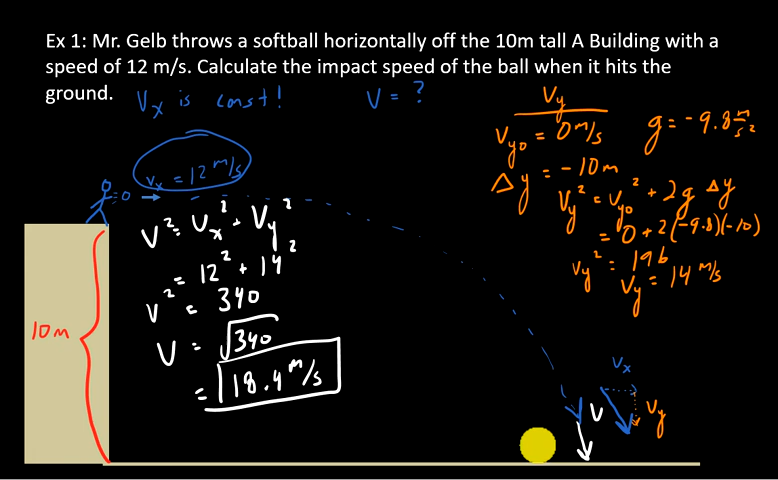 Ex 1: Mr. Gelb throws a softball horizontally off the 10m tall A Building with a
speed of 12 m/s. Calculate the impact speed of the ball when it hits the
ground.
Vx is const!
V = ?
Vx = 12 m/s
Vy
Vyo = 0 m/s
g = -9.8 m/s²
Δy = -10m
Vy² = Vyo² + 2g Δy
= 0 + 2(-9.8)(-10)
Vy² = 196
Vy = 14 m/s
V² = Vx² + Vy²
= 12² + 14²
V² = 340
V = √340
= 18.4 m/s
10m
Vx
V
Vy